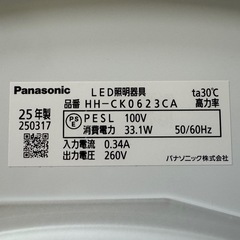 Panasonic LED照明器具 ta30℃
品番 HH-CK0623CA 高力率
25年製
250317
PSE PESL 100V
消費電力 33.1W 50/60Hz
入力電流 0.34A
出力電圧 260V
パナソニック株式会社